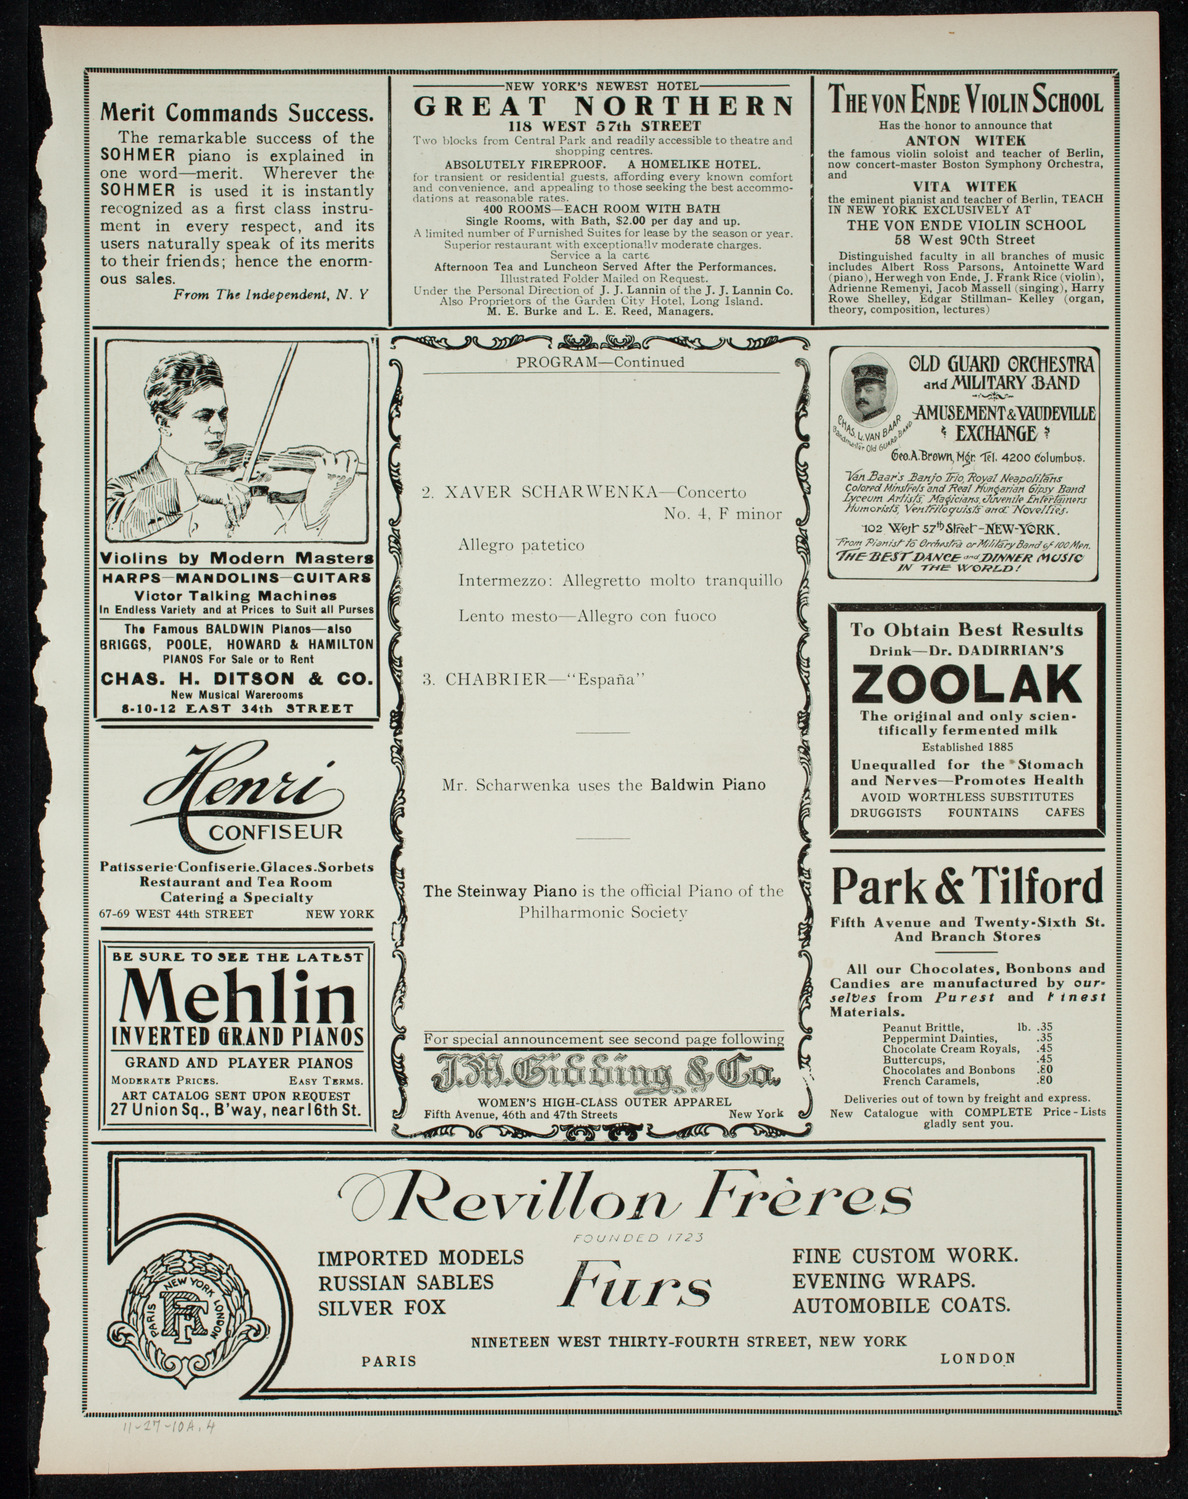 Merit Commands Success.
The remarkable success of the
SOHMER piano is explained in
one word—merit. Wherever the
SOHMER is used it is instantly
recognized as a first class instru-
ment in every respect, and its
users naturally speak of its merits
to their friends; hence the enorm-
ous sales.
From The Independent, N. Y
NEW YORK'S NEWEST HOTEL
GREAT NORTHERN
118 WEST 57th STREET
Two blocks from Central Park and readily accessible to theatre and
shopping centres.
ABSOLUTELY FIREPROOF. A HOMELIKE HOTEL.
for transient or residential guests, affording every known comfort
and convenience, and appealing to those seeking the best accommo-
dations at reasonable rates.
400 ROOMS—EACH ROOM WITH BATH
Single Rooms, with Bath, $2.00 per day and up.
A limited number of Furnished Suites for lease by the season or year.
Superior restaurant with exceptionally moderate charges.
Service a la carte
Afternoon Tea and Luncheon Served After the Performances.
Illustrated Folder Mailed on Request.
Under the Personal Direction of J. J. Lannin of the J. J. Lannin Co.
Also Proprietors of the Garden City Hotel, Long Island.
M. E. Burke and L. E. Reed, Managers.
THE VON ENDE VIOLIN SCHOOL
Has the honor to announce that
ANTON WITEK
the famous violin soloist and teacher of Berlin,
now concert-master Boston Symphony Orchestra,
and
VITA WITEK
the eminent pianist and teacher of Berlin, TEACH
IN NEW YORK EXCLUSIVELY AT
THE VON ENDE VIOLIN SCHOOL
58 West 90th Street
Distinguished faculty in all branches of music
includes Albert Ross Parsons, Antoinette Ward
(piano), Herwegh von Ende, J. Frank Rice (violin),
Adrienne Remenyi, Jacob Massell (singing), Harry
Rowe Shelley, Edgar Stillman- Kelley (organ,
theory, composition, lectures)
Violins by Modern Masters
HARPS—MANDOLINS—GUITARS
Victor Talking Machines
In Endless Variety and at Prices to Suit all Purses
The Famous BALDWIN Pianos—also
BRIGGS, POOLE, HOWARD & HAMILTON
PIANOS For Sale or to Rent
CHAS. H. DITSON & CO.
New Musical Warerooms
8-10-12 EAST 34th STREET
Henri
CONFISEUR
Patisserie·Confiserie.Glaces.Sorbets
Restaurant and Tea Room
Catering a Specialty
67-69 WEST 44th STREET NEW YORK
BE SURE TO SEE THE LATEST
Mehlin
INVERTED GRAND PIANOS
GRAND AND PLAYER PIANOS
MODERATE PRICES. EASY TERMS.
ART CATALOG SENT UPON REQUEST
27 Union Sq., B'way, near 16th St.
PROGRAM—Continued
2. XAVER SCHARWENKA—Concerto
No. 4, F minor
Allegro patetico
Intermezzo: Allegretto molto tranquillo
Lento mesto—Allegro con fuoco
3. CHABRIER—“España”
Mr. Scharwenka uses the Baldwin Piano
The Steinway Piano is the official Piano of the
Philharmonic Society
For special announcement see second page following
J.M. Gidding & Co.
WOMEN'S HIGH-CLASS OUTER APPAREL
Fifth Avenue, 46th and 47th Streets New York
OLD GUARD ORCHESTRA
and MILITARY BAND
AMUSEMENT & VAUDEVILLE
EXCHANGE
CHAS. L. VAN BAAR
Bandmaster Old GUARD BAND
Geo. A. Brown, Mgr. Tel. 4200 Columbus.
Van Baar's Banjo Trio, Royal Neapolitans
Colored Minstrels and Real Hungarian Gipsy Band
Lyceum Artists, Magicians, Juvenile Entertainers
Humorists, Ventriloquists and Novelties.
102 West 57th Street-NEW-YORK.
From Pianist to Orchestra or Military Band of 100 Men.
THE BEST DANCE and DINNER MUSIC
IN THE WORLD!
To Obtain Best Results
Drink—Dr. DADIRRIAN'S
ZOOLAK
The original and only scien-
tifically fermented milk
Established 1885
Unequalled for the Stomach
and Nerves—Promotes Health
AVOID WORTHLESS SUBSTITUTES
DRUGGISTS FOUNTAINS CAFES
Park & Tilford
Fifth Avenue and Twenty-Sixth St.
And Branch Stores
All our Chocolates, Bonbons and
Candies are manufactured by our-
selves from Purest and Finest
Materials.
Peanut Brittle, lb. .35
Peppermint Dainties, .35
Chocolate Cream Royals, .45
Buttercups, .45
Chocolates and Bonbons .80
French Caramels, .80
Deliveries out of town by freight and express.
New Catalogue with COMPLETE Price-Lists
gladly sent you.
Revillon Frères
FOUNDED 1723
IMPORTED MODELS
RUSSIAN SABLES
SILVER FOX
Furs
FINE CUSTOM WORK.
EVENING WRAPS.
AUTOMOBILE COATS.
NEW YORK
PARIS
LONDON
RF
NINETEEN WEST THIRTY-FOURTH STREET, NEW YORK
PARIS LONDON
11-27-10A, 4